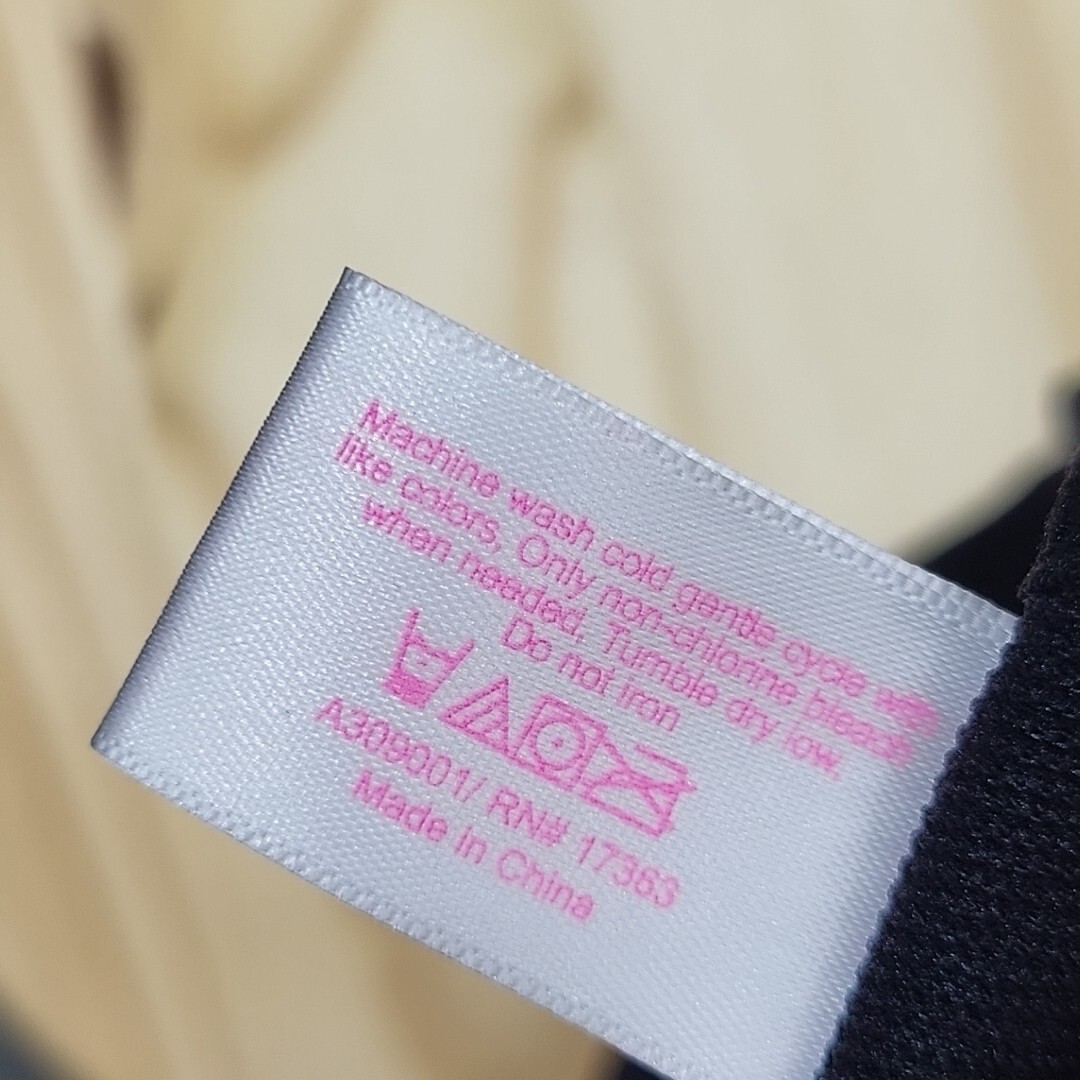 Machine wash cold gentle cycle with
like colors, Only non-chlorine bleach
when needed, Tumble dry low,
Do not iron
A309001/ RN# 17363
Made in China